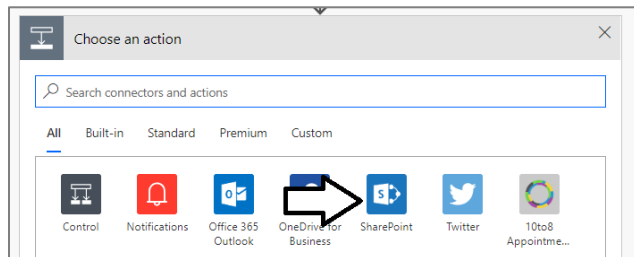 Choose an action
Search connectors and actions
All Built-in Standard Premium Custom
Control Notifications Office 365 OneDrive for SharePoint Twitter 10to8
Outlook Business Appointme...